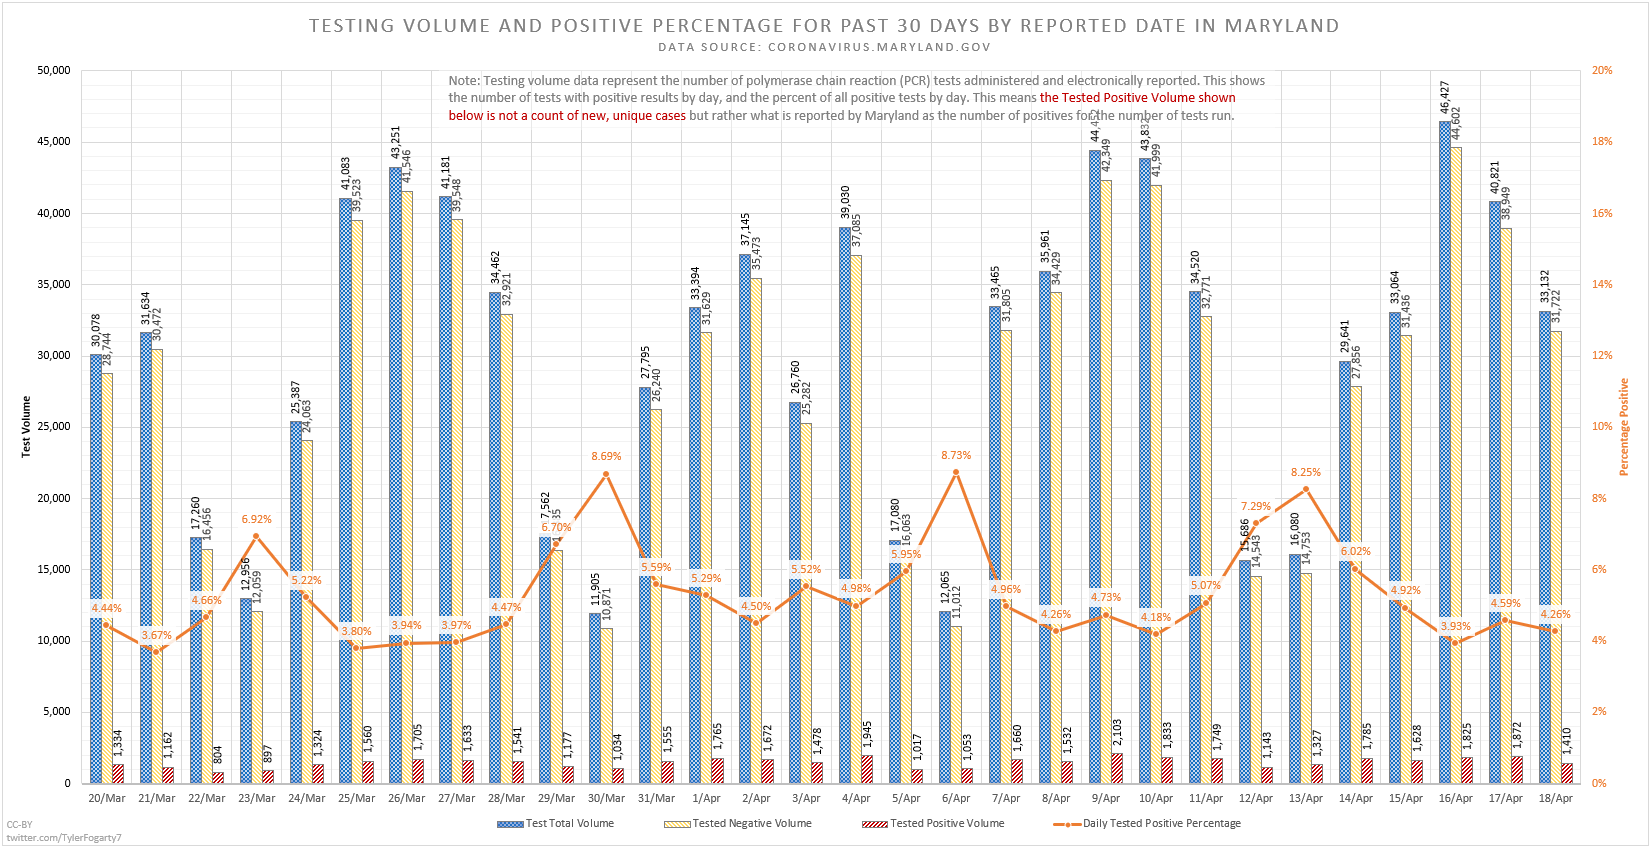 TESTING VOLUME AND POSITIVE PERCENTAGE FOR PAST 30 DAYS BY REPORTED DATE IN MARYLAND
DATA SOURCE: CORONAVIRUS.MARYLAND.GOV
Note: Testing volume data represent the number of polymerase chain reaction (PCR) tests administered and electronically reported. This shows
the number of tests with positive results by day, and the percent of all positive tests by day. This means the Tested Positive Volume shown
below is not a count of new, unique cases but rather what is reported by Maryland as the number of positives for the number of tests run.
Test Volume
50,000
45,000
40,000
35,000
30,000
25,000
20,000
15,000
10,000
5,000
0
Percentage Positive
20%
18%
16%
14%
12%
10%
8%
6%
4%
2%
0%
30,078 28,744 4.44% 1,334
31,634 30,472 3.67% 1,162
17,260 16,456 4.66% 804
12,956 12,059 6.92% 897
25,387 24,063 5.22% 1,324
41,083 39,523 3.80% 1,560
43,251 41,546 3.94% 1,705
41,181 39,548 3.97% 1,633
34,462 32,921 4.47% 1,541
6.70% 1,177
11,905 10,871 8.69% 1,034
27,795 26,240 5.59% 1,555
33,394 31,629 5.29% 1,765
37,145 35,473 4.50% 1,672
26,760 25,282 5.52% 1,478
39,030 37,085 4.98% 1,945
17,080 16,063 5.95% 1,017
12,065 11,012 8.73% 1,053
33,465 31,805 4.96% 1,660
35,961 34,429 4.26% 1,532
42,349 4.73% 2,103
41,999 4.18% 1,833
34,520 32,771 5.07% 1,749
15,686 14,543 7.29% 1,143
16,080 14,753 8.25% 1,327
29,641 27,856 6.02% 1,785
33,064 31,436 4.92% 1,628
46,427 44,602 3.93% 1,825
40,821 38,949 4.59% 1,872
33,132 31,722 4.26% 1,410
20/Mar 21/Mar 22/Mar 23/Mar 24/Mar 25/Mar 26/Mar 27/Mar 28/Mar 29/Mar 30/Mar 31/Mar 1/Apr 2/Apr 3/Apr 4/Apr 5/Apr 6/Apr 7/Apr 8/Apr 9/Apr 10/Apr 11/Apr 12/Apr 13/Apr 14/Apr 15/Apr 16/Apr 17/Apr 18/Apr
Test Total Volume Tested Negative Volume Tested Positive Volume Daily Tested Positive Percentage
CC-BY
twitter.com/TylerFogarty7